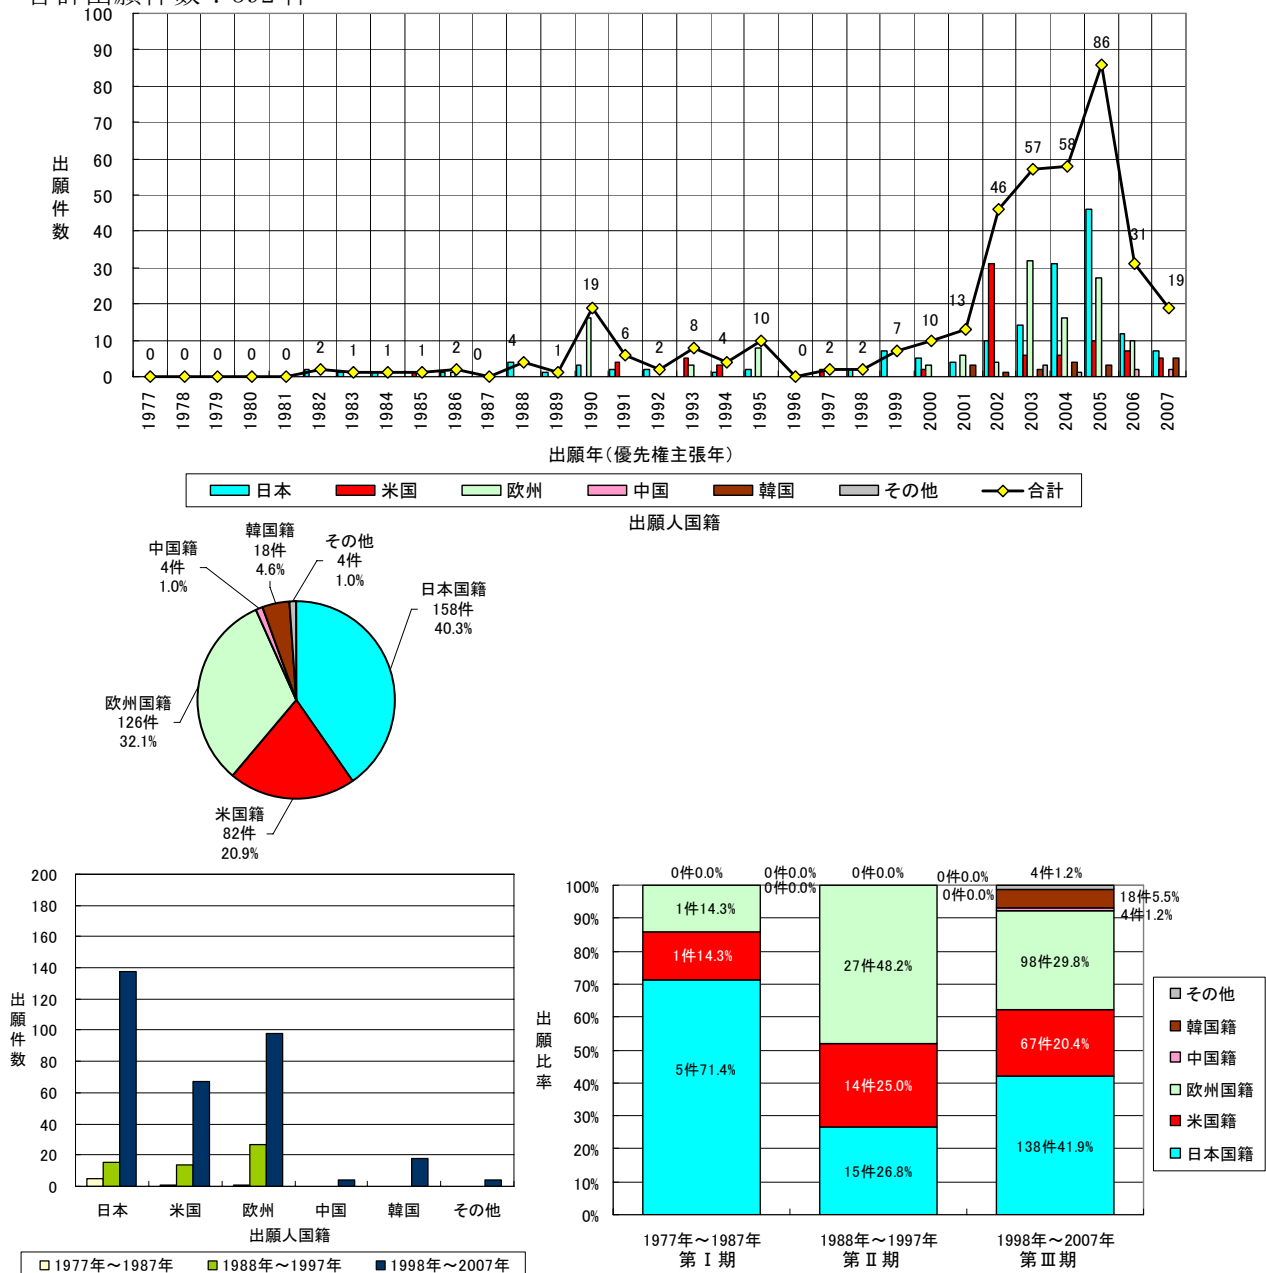 合計出願件数：392件
100
90
80
70
60
50
40
30
20
10
0
出願件数
0 0 0 0 0 2 1 1 1 2 0 4 1 19 6 2 8 4 10 0 2 2 7 10 13 46 57 58 86 31 19
1977 1978 1979 1980 1981 1982 1983 1984 1985 1986 1987 1988 1989 1990 1991 1992 1993 1994 1995 1996 1997 1998 1999 2000 2001 2002 2003 2004 2005 2006 2007
出願年（優先権主張年）
日本 米国 欧州 中国 韓国 その他 合計
出願人国籍
日本国籍
158件
40.3%
米国籍
82件
20.9%
欧州国籍
126件
32.1%
中国籍
4件
1.0%
韓国籍
18件
4.6%
その他
4件
1.0%
200
180
160
140
120
100
80
60
40
20
0
出願件数
日本 米国 欧州 中国 韓国 その他
出願人国籍
1977年～1987年 1988年～1997年 1998年～2007年
100%
90%
80%
70%
60%
50%
40%
30%
20%
10%
0%
出願比率
0件0.0%
0件0.0%
0件0.0%
1件14.3%
1件14.3%
5件71.4%
0件0.0%
0件0.0%
0件0.0%
27件48.2%
14件25.0%
15件26.8%
4件1.2%
18件5.5%
4件1.2%
98件29.8%
67件20.4%
138件41.9%
1977年～1987年
第Ⅰ期
1988年～1997年
第Ⅱ期
1998年～2007年
第Ⅲ期
その他
韓国籍
中国籍
欧州国籍
米国籍
日本国籍